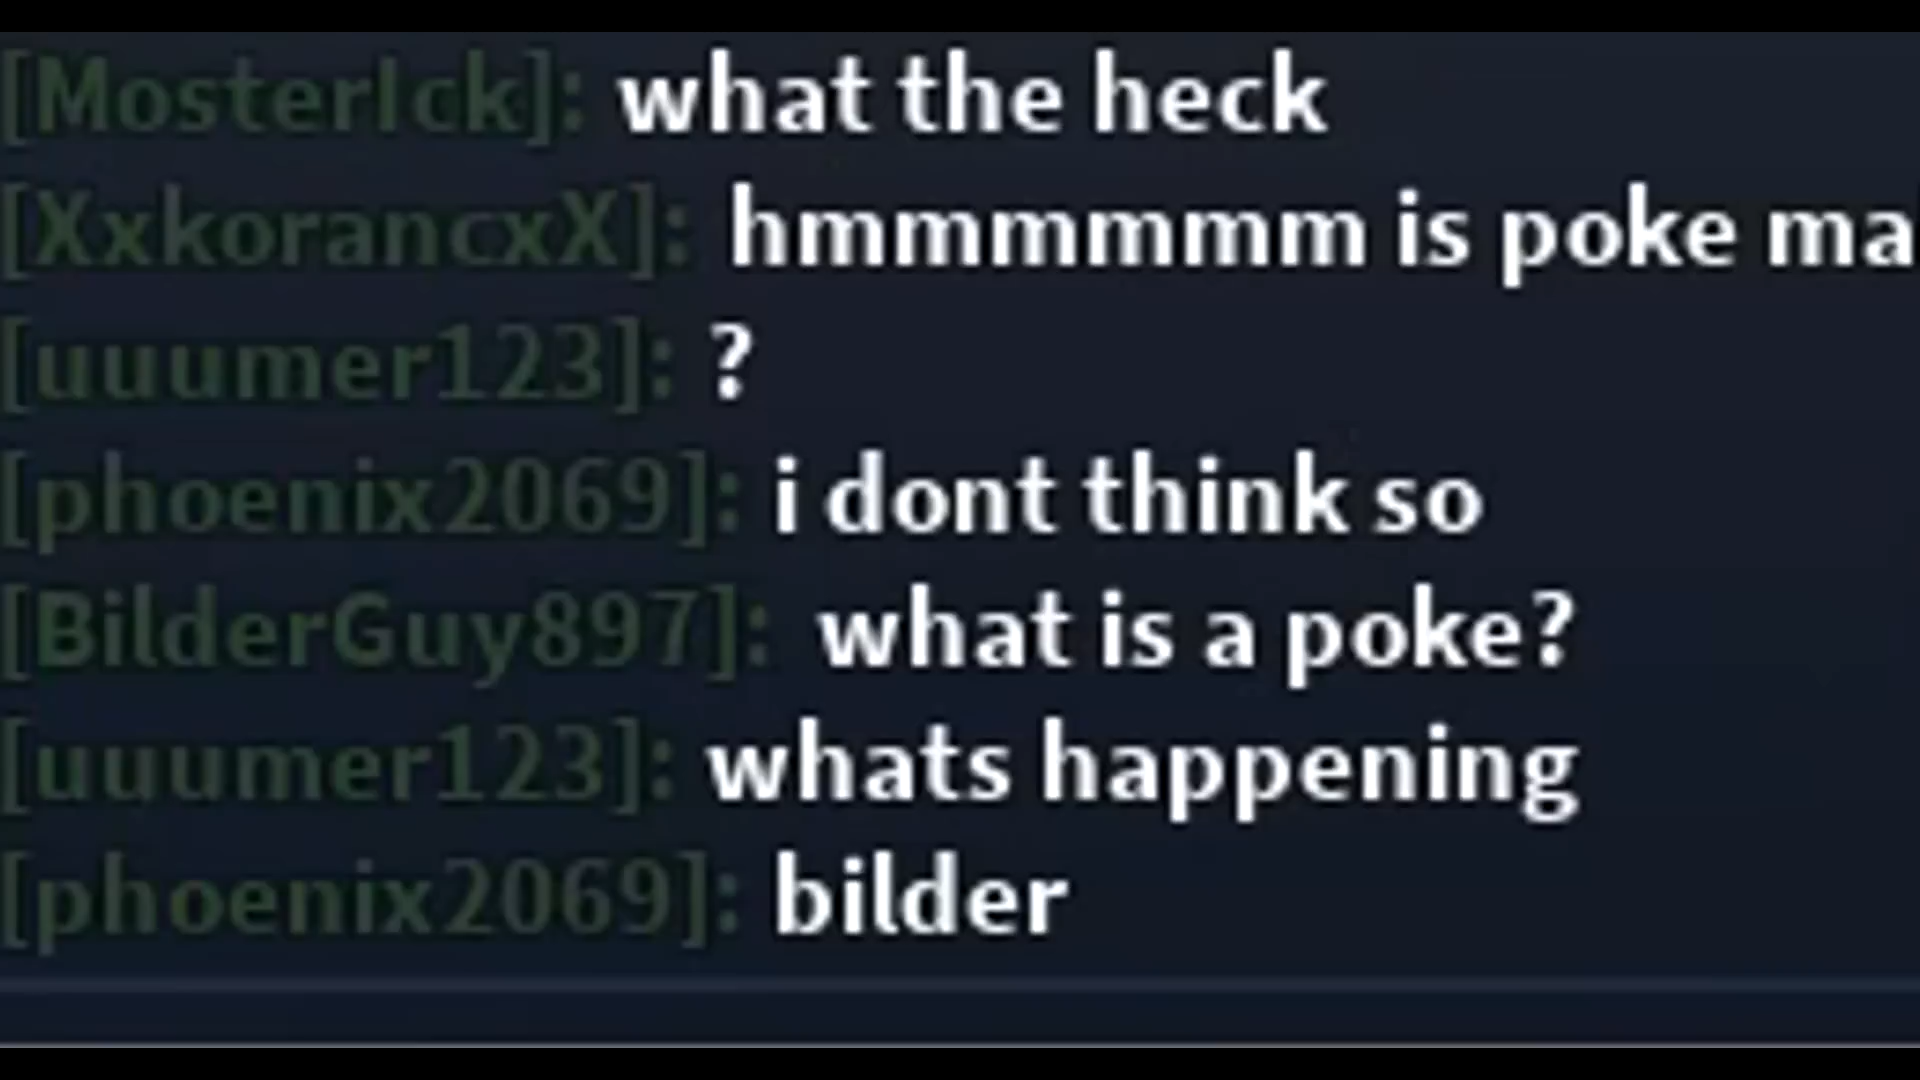 [MosterIck]: what the heck
[XxkorancxX]: hmmmmmmm is poke ma
[uuumer123]: ?
[phoenix2069]: i dont think so
[BilderGuy897]: what is a poke?
[uuumer123]: whats happening
[phoenix2069]: bilder